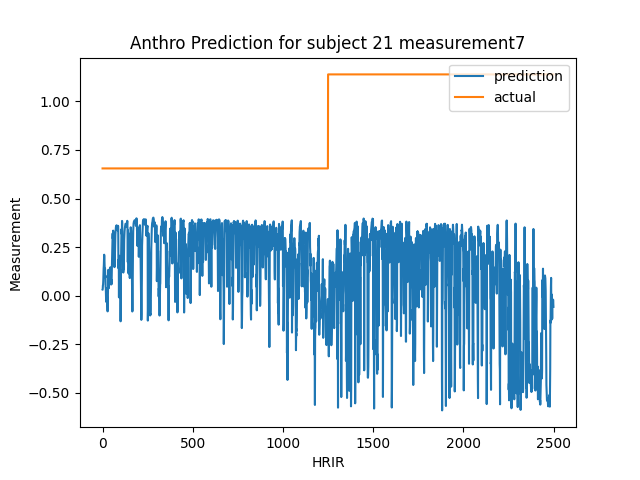 Anthro Prediction for subject 21 measurement7
prediction
actual
Measurement
1.00
0.75
0.50
0.25
0.00
−0.25
−0.50
0 500 1000 1500 2000 2500
HRIR